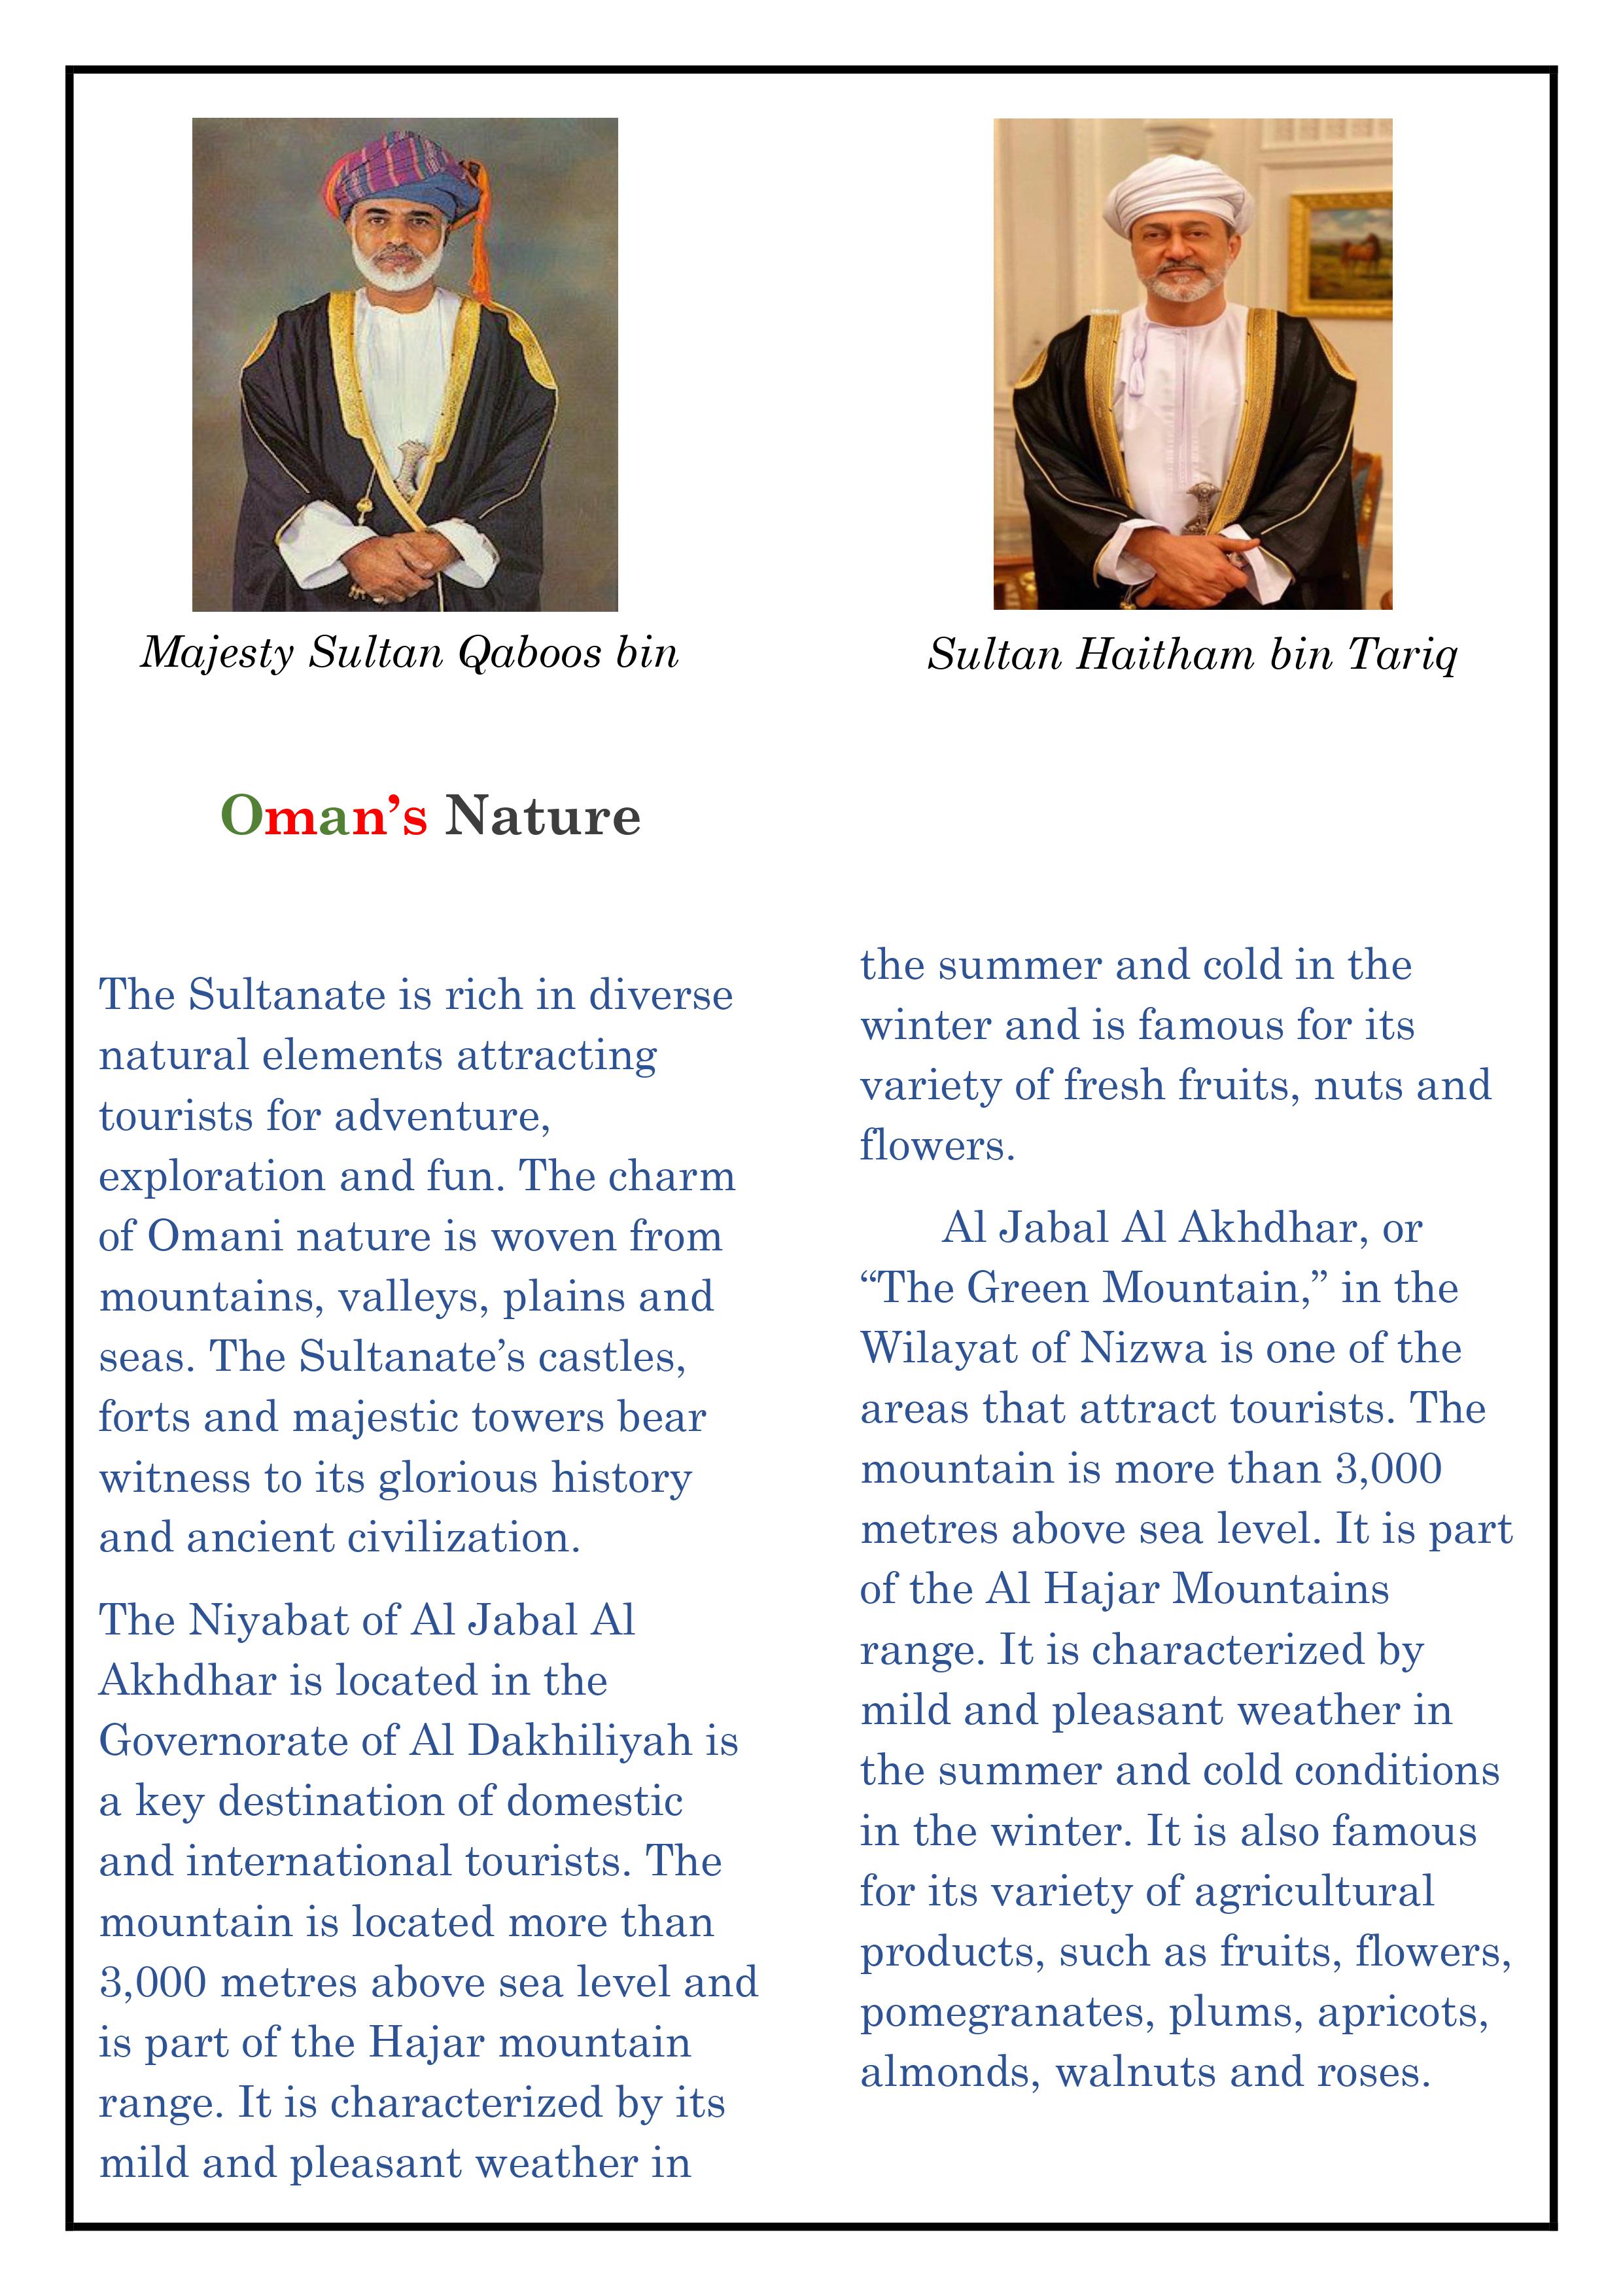 Majesty Sultan Qaboos bin
Sultan Haitham bin Tariq
Oman’s Nature
The Sultanate is rich in diverse
natural elements attracting
tourists for adventure,
exploration and fun. The charm
of Omani nature is woven from
mountains, valleys, plains and
seas. The Sultanate’s castles,
forts and majestic towers bear
witness to its glorious history
and ancient civilization.
The Niyabat of Al Jabal Al
Akhdhar is located in the
Governorate of Al Dakhiliyah is
a key destination of domestic
and international tourists. The
mountain is located more than
3,000 metres above sea level and
is part of the Hajar mountain
range. It is characterized by its
mild and pleasant weather in
the summer and cold in the
winter and is famous for its
variety of fresh fruits, nuts and
flowers.
Al Jabal Al Akhdhar, or
“The Green Mountain,” in the
Wilayat of Nizwa is one of the
areas that attract tourists. The
mountain is more than 3,000
metres above sea level. It is part
of the Al Hajar Mountains
range. It is characterized by
mild and pleasant weather in
the summer and cold conditions
in the winter. It is also famous
for its variety of agricultural
products, such as fruits, flowers,
pomegranates, plums, apricots,
almonds, walnuts and roses.